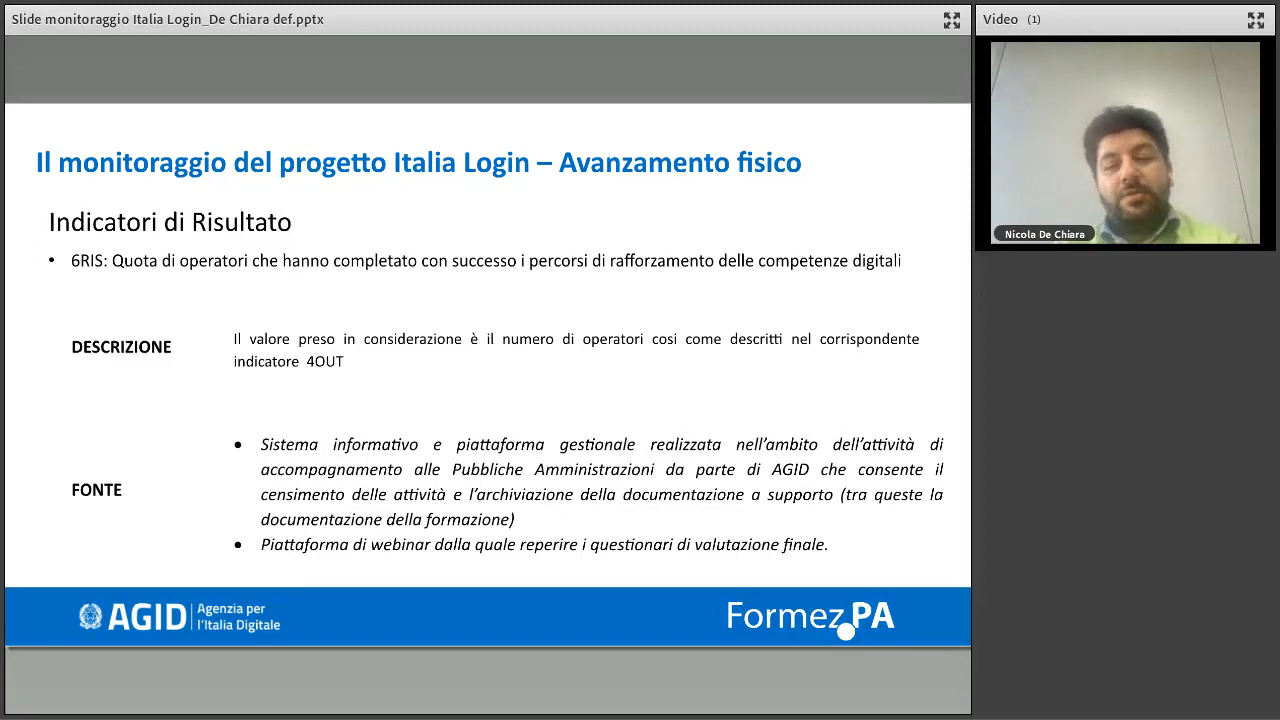 Slide monitoraggio Italia Login_De Chiara def.pptx
Video (1)
Nicola De Chiara
Il monitoraggio del progetto Italia Login – Avanzamento fisico
Indicatori di Risultato
• 6RIS: Quota di operatori che hanno completato con successo i percorsi di rafforzamento delle competenze digitali
DESCRIZIONE
Il valore preso in considerazione è il numero di operatori cosi come descritti nel corrispondente
indicatore 4OUT
FONTE
• Sistema informativo e piattaforma gestionale realizzata nell'ambito dell'attività di
accompagnamento alle Pubbliche Amministrazioni da parte di AGID che consente il
censimento delle attività e l'archiviazione della documentazione a supporto (tra queste la
documentazione della formazione)
• Piattaforma di webinar dalla quale reperire i questionari di valutazione finale.
AGID
Agenzia per
l'Italia Digitale
Formez PA